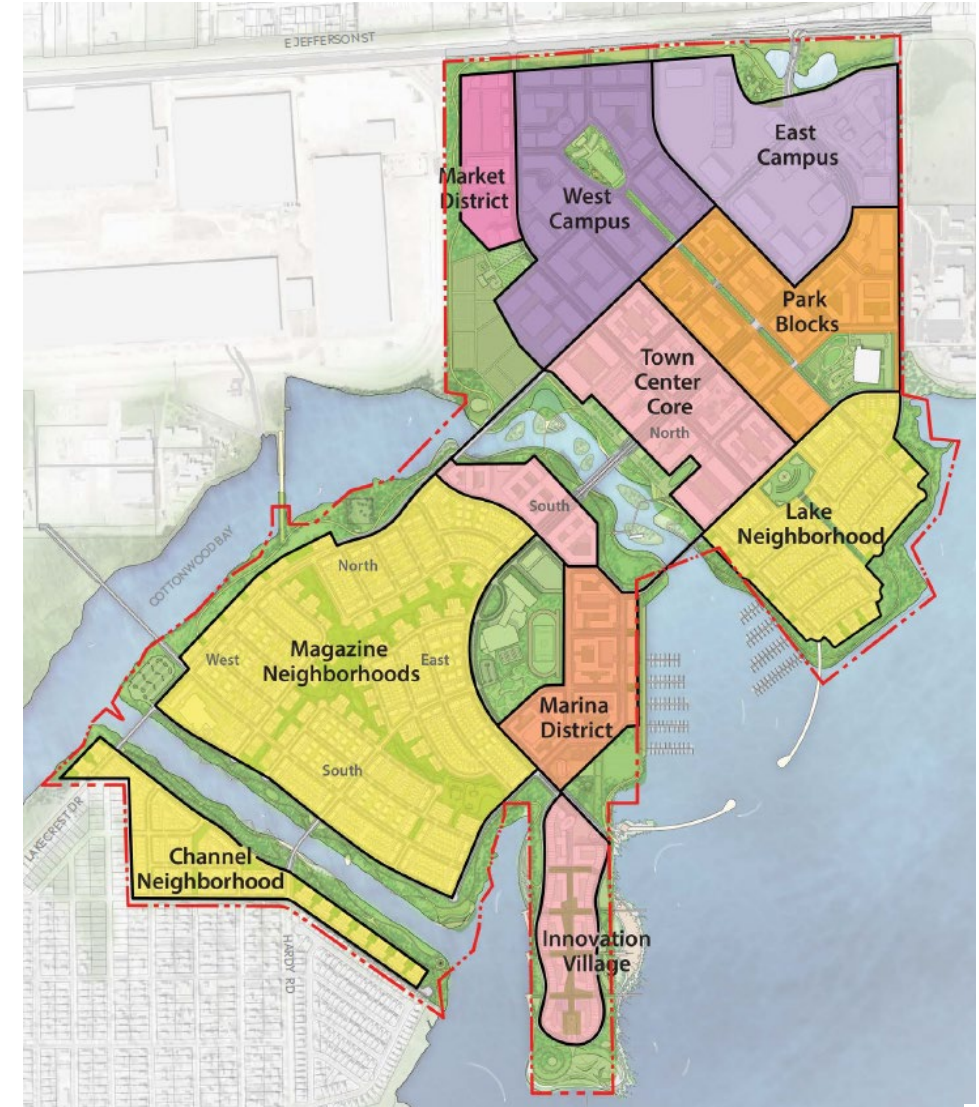 E JEFFERSON ST
East
Campus
Market
District
West
Campus
Park
Blocks
Town
Center
Core
North
South
Lake
Neighborhood
COTTONWOOD BAY
North
West
Magazine
Neighborhoods
East
Marina
District
South
LAKECREST DR
Channel
Neighborhood
HARDY RD
Innovation
Village